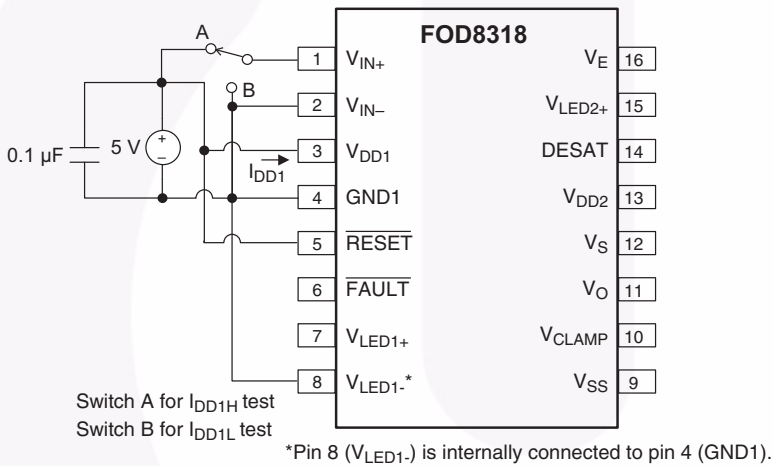 FOD8318
A
B
0.1 µF
5 V
+
–
I_DD1
1 V_IN+
2 V_IN–
3 V_DD1
4 GND1
5 R̅E̅S̅E̅T̅
6 F̅A̅U̅L̅T̅
7 V_LED1+
8 V_LED1-*
V_E 16
V_LED2+ 15
DESAT 14
V_DD2 13
V_S 12
V_O 11
V_CLAMP 10
V_SS 9
Switch A for I_DD1H test
Switch B for I_DD1L test
*Pin 8 (V_LED1-) is internally connected to pin 4 (GND1).